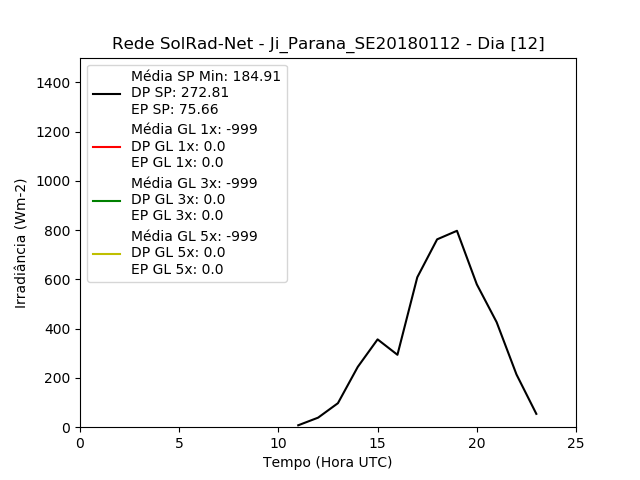 Rede SolRad-Net - Ji_Parana_SE20180112 - Dia [12]
Irradiância (Wm-2)
1400
1200
1000
800
600
400
200
0
Média SP Min: 184.91
DP SP: 272.81
EP SP: 75.66
Média GL 1x: -999
DP GL 1x: 0.0
EP GL 1x: 0.0
Média GL 3x: -999
DP GL 3x: 0.0
EP GL 3x: 0.0
Média GL 5x: -999
DP GL 5x: 0.0
EP GL 5x: 0.0
0 5 10 15 20 25
Tempo (Hora UTC)